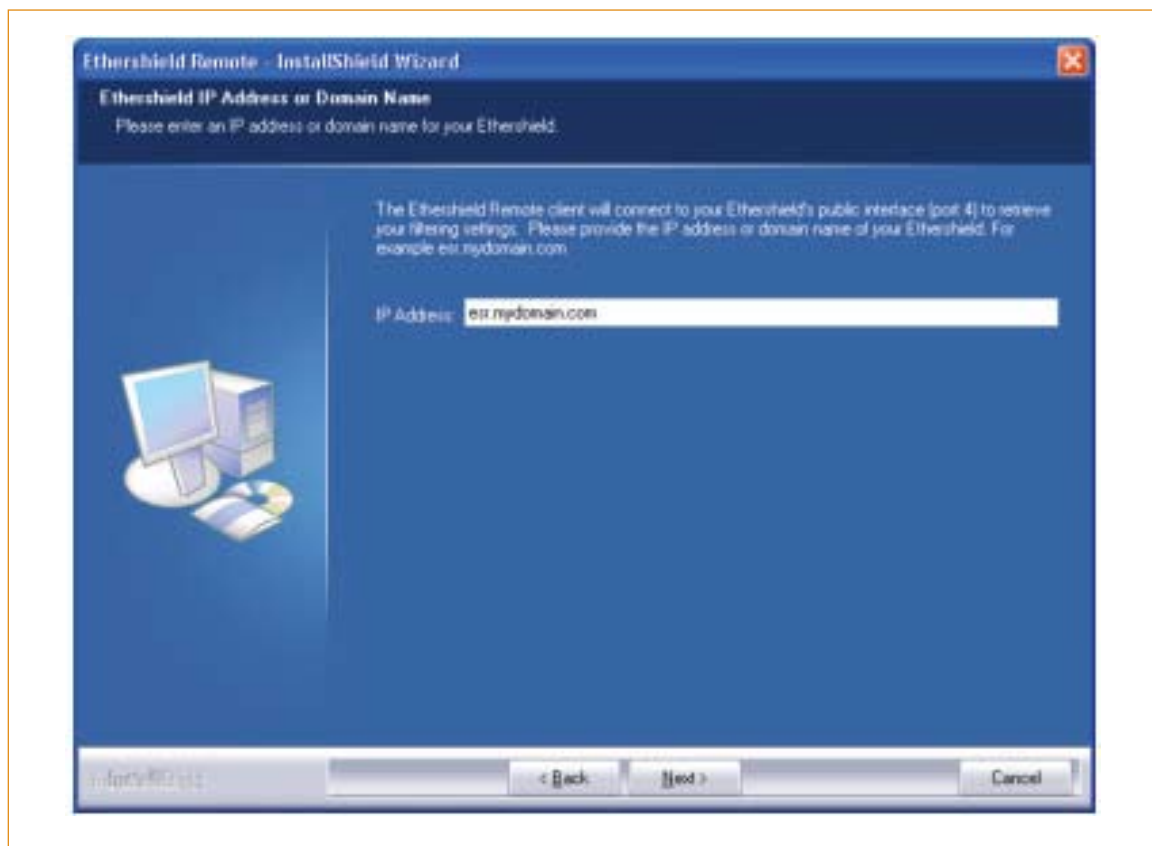 Ethershield Remote - InstallShield Wizard
Ethershield IP Address or Domain Name
Please enter an IP address or domain name for your Ethershield.
The Ethershield Remote client will connect to your Ethershield's public interface (port 4) to retrieve
your filtering settings. Please provide the IP address or domain name of your Ethershield. For
example esr.mydomain.com
IP Address: esr.mydomain.com
InstallShield
< Back
Next >
Cancel